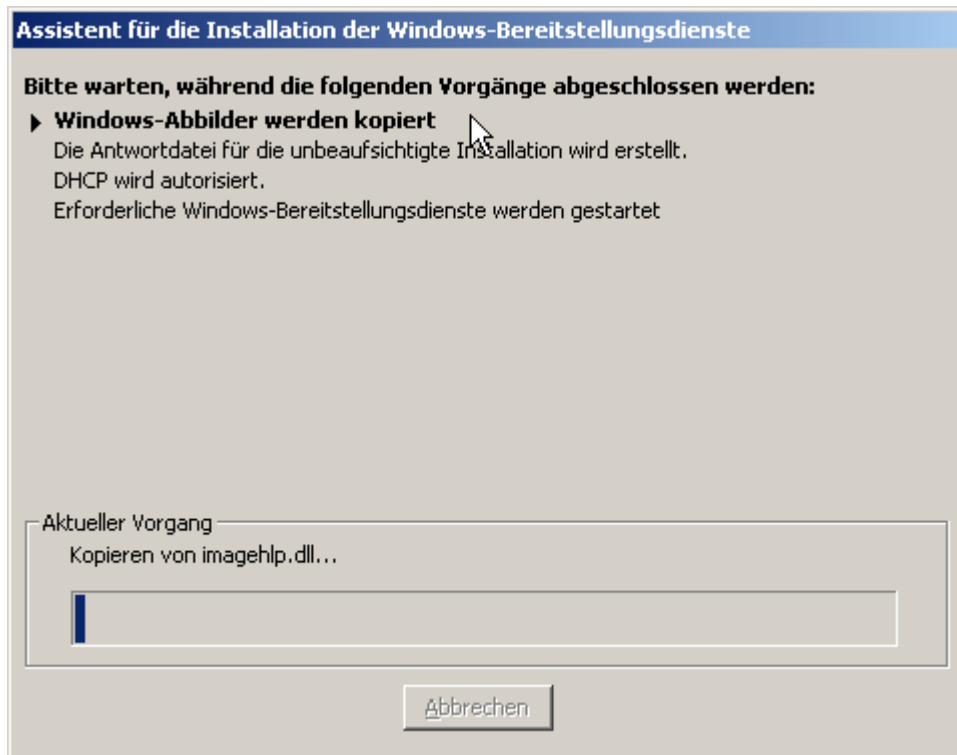 Assistent für die Installation der Windows-Bereitstellungsdienste
Bitte warten, während die folgenden Vorgänge abgeschlossen werden:
Windows-Abbilder werden kopiert
Die Antwortdatei für die unbeaufsichtigte Installation wird erstellt.
DHCP wird autorisiert.
Erforderliche Windows-Bereitstellungsdienste werden gestartet
Aktueller Vorgang
Kopieren von imagehlp.dll...
Abbrechen